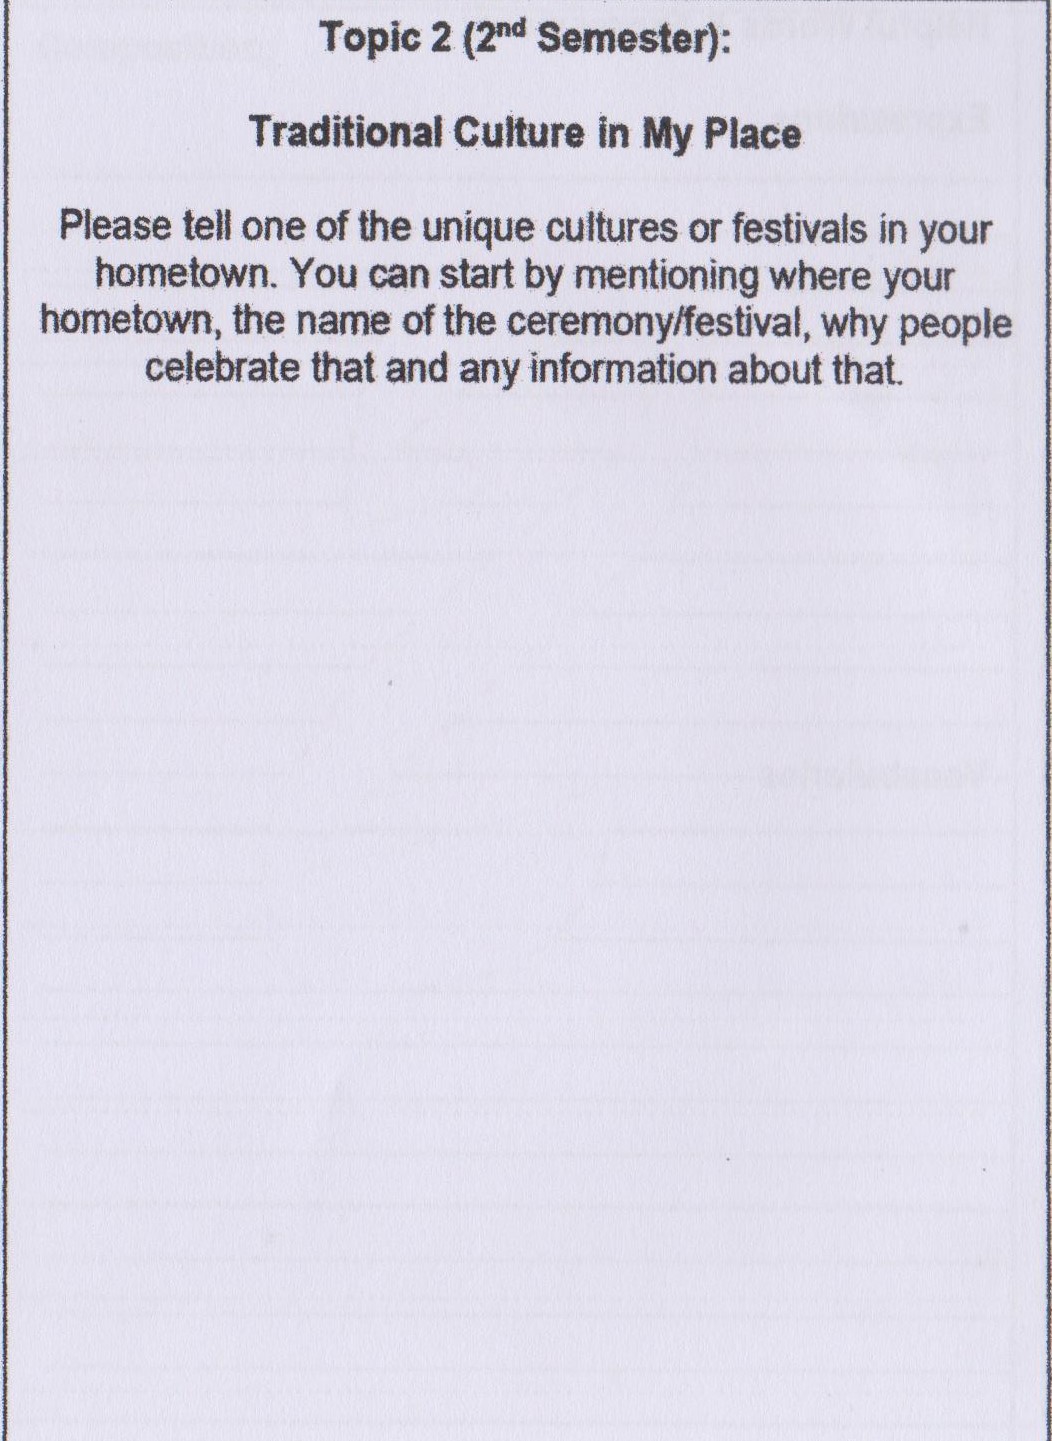 Topic 2 (2nd Semester):
Traditional Culture in My Place
Please tell one of the unique cultures or festivals in your
hometown. You can start by mentioning where your
hometown, the name of the ceremony/festival, why people
celebrate that and any information about that.